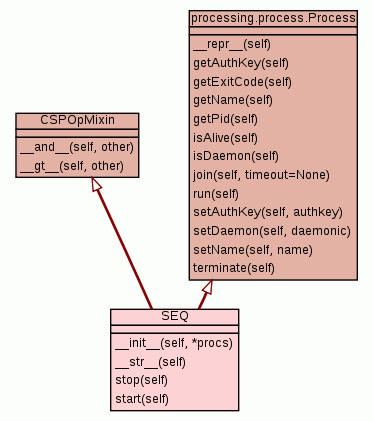 processing.process.Process
__repr__(self)
getAuthKey(self)
getExitCode(self)
getName(self)
getPid(self)
isAlive(self)
isDaemon(self)
join(self, timeout=None)
run(self)
setAuthKey(self, authkey)
setDaemon(self, daemonic)
setName(self, name)
terminate(self)
CSPOpMixin
__and__(self, other)
__gt__(self, other)
SEQ
__init__(self, *procs)
__str__(self)
stop(self)
start(self)